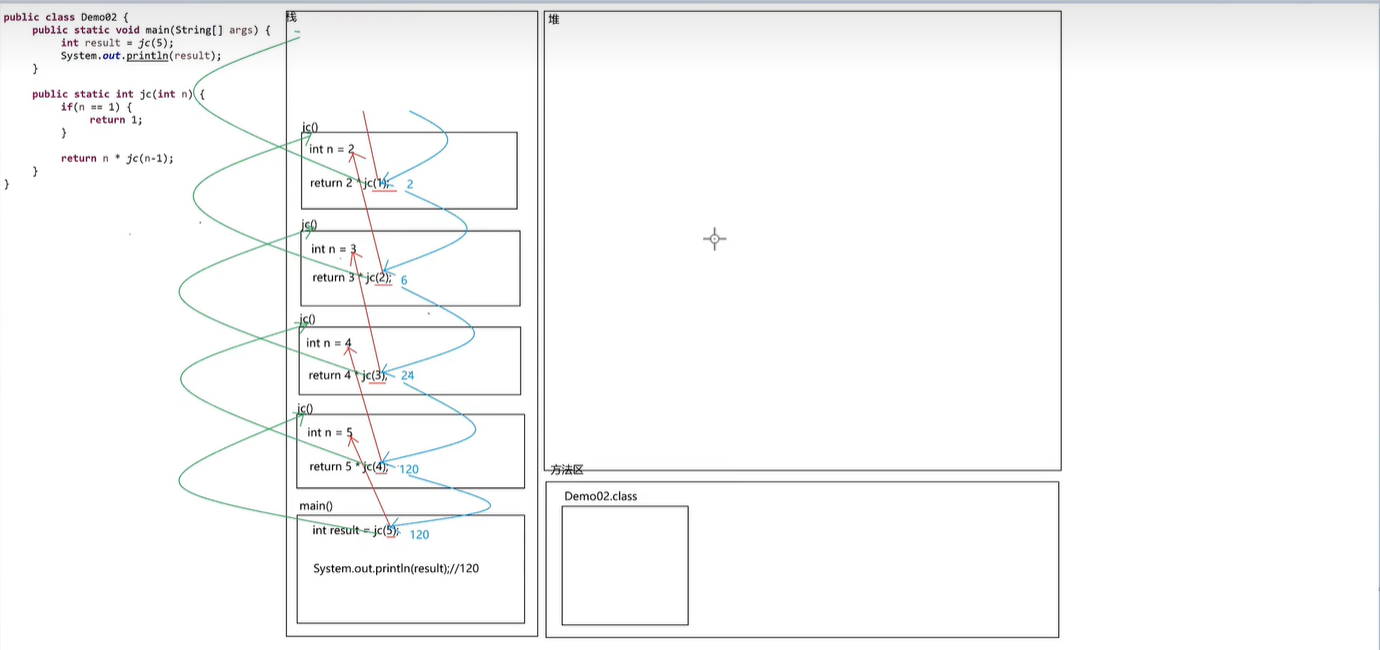 public class Demo02 {
    public static void main(String[] args) {
        int result = jc(5);
        System.out.println(result);
    }

    public static int jc(int n) {
        if(n == 1) {
            return 1;
        }

        return n * jc(n-1);
    }
}
栈
jc()
int n = 2
return 2 * jc(1); 2
jc()
int n = 3
return 3 * jc(2); 6
jc()
int n = 4
return 4 * jc(3); 24
jc()
int n = 5
return 5 * jc(4); 120
main()
int result = jc(5); 120
System.out.println(result);//120
堆
方法区
Demo02.class